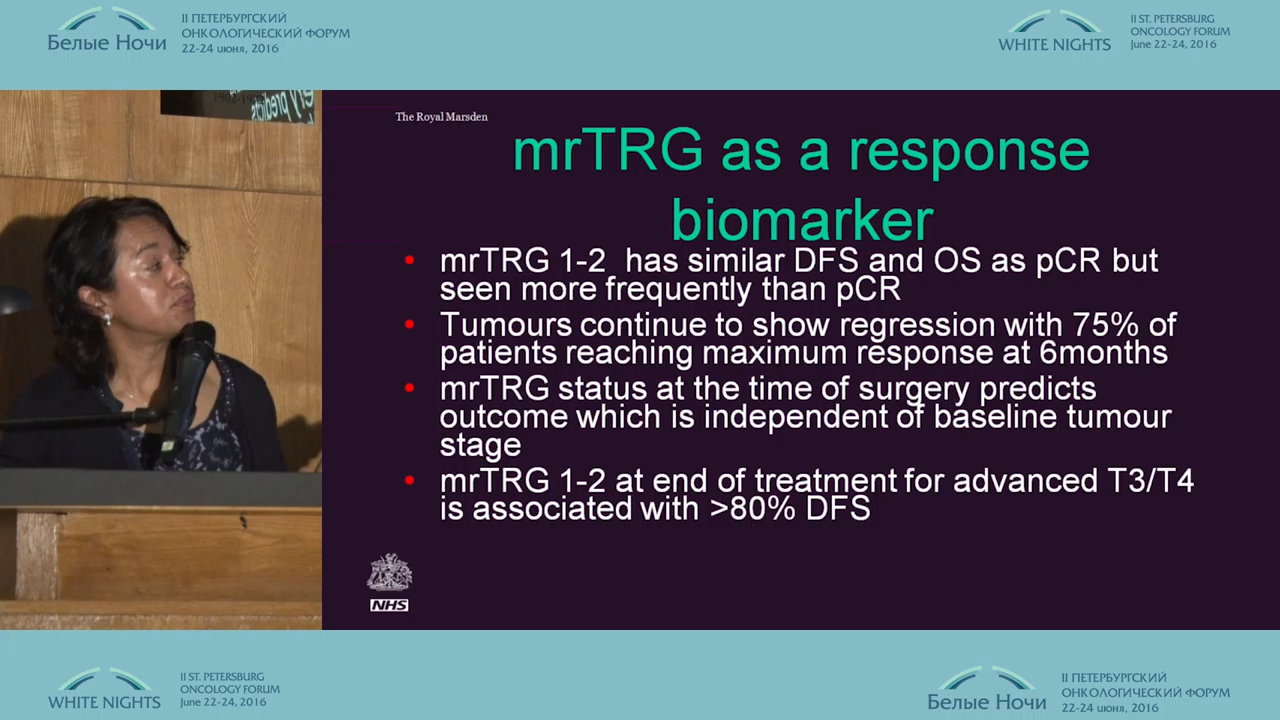 Белые Ночи
II ПЕТЕРБУРГСКИЙ
ОНКОЛОГИЧЕСКИЙ ФОРУМ
22-24 июня, 2016
WHITE NIGHTS
II ST. PETERSBURG
ONCOLOGY FORUM
June 22-24, 2016
The Royal Marsden
mrTRG as a response
biomarker
• mrTRG 1-2 has similar DFS and OS as pCR but
seen more frequently than pCR
• Tumours continue to show regression with 75% of
patients reaching maximum response at 6months
• mrTRG status at the time of surgery predicts
outcome which is independent of baseline tumour
stage
• mrTRG 1-2 at end of treatment for advanced T3/T4
is associated with >80% DFS
NHS
WHITE NIGHTS
II ST. PETERSBURG
ONCOLOGY FORUM
June 22-24, 2016
Белые Ночи
II ПЕТЕРБУРГСКИЙ
ОНКОЛОГИЧЕСКИЙ ФОРУМ
22-24 июня, 2016